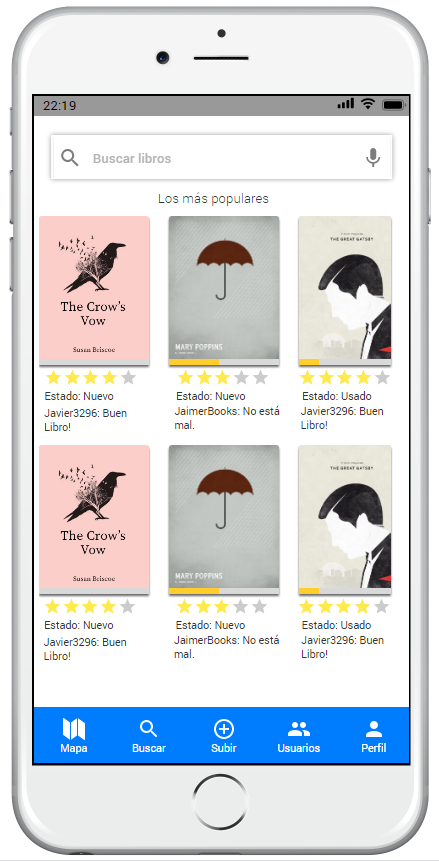 22:19
Buscar libros
Los más populares
The Crow's
Vow
Susan Briscoe
MARY POPPINS
THE GREAT GATSBY
Estado: Nuevo
Javier3296: Buen
Libro!
Estado: Nuevo
JaimerBooks: No está
mal.
Estado: Usado
Javier3296: Buen
Libro!
The Crow's
Vow
Susan Briscoe
MARY POPPINS
THE GREAT GATSBY
Estado: Nuevo
Javier3296: Buen
Libro!
Estado: Nuevo
JaimerBooks: No está
mal.
Estado: Usado
Javier3296: Buen
Libro!
Mapa
Buscar
Subir
Usuarios
Perfil